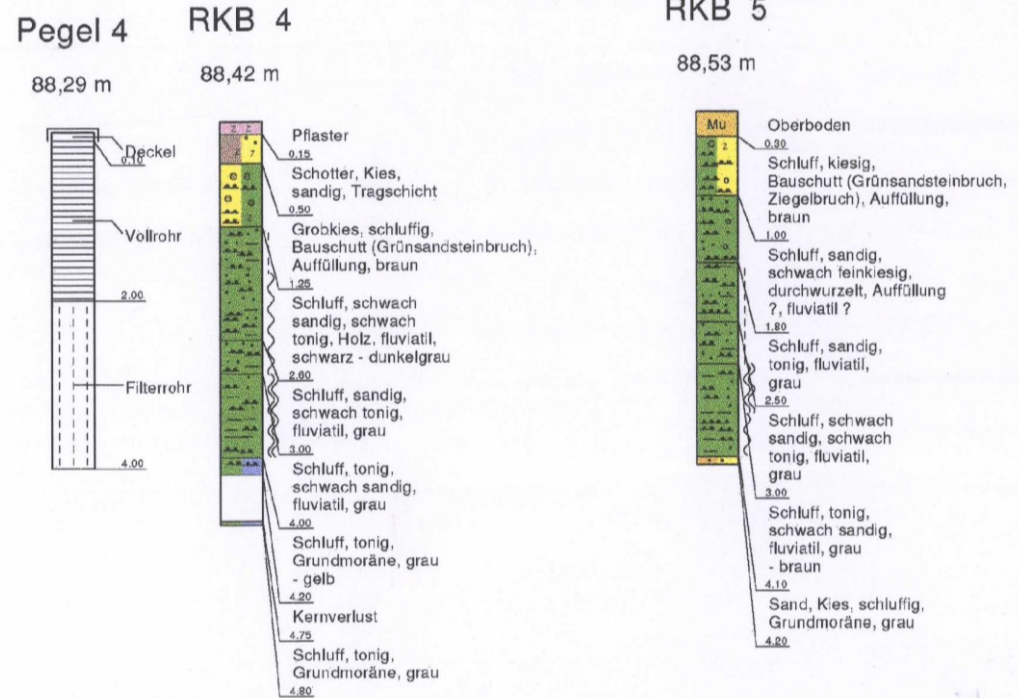 Pegel 4
88,29 m
Deckel
0.10
Vollrohr
2.00
Filterrohr
4.00
RKB 4
88,42 m
z z
Pflaster
0.15
Schotter, Kies,
sandig, Tragschicht
0.50
Grobkies, schluffig,
Bauschutt (Grünsandsteinbruch),
Auffüllung, braun
1.25
Schluff, schwach
sandig, schwach
tonig, Holz, fluviatil,
schwarz - dunkelgrau
2.60
Schluff, sandig,
schwach tonig,
fluviatil, grau
3.00
Schluff, tonig,
schwach sandig,
fluviatil, grau
4.00
Schluff, tonig,
Grundmoräne, grau
- gelb
4.20
Kernverlust
4.75
Schluff, tonig,
Grundmoräne, grau
4.80
RKB 5
88,53 m
Mu
Oberboden
0.30
Schluff, kiesig,
Bauschutt (Grünsandsteinbruch,
Ziegelbruch), Auffüllung,
braun
1.00
Schluff, sandig,
schwach feinkiesig,
durchwurzelt, Auffüllung
?, fluviatil ?
1.80
Schluff, sandig,
tonig, fluviatil,
grau
2.50
Schluff, schwach
sandig, schwach
tonig, fluviatil,
grau
3.00
Schluff, tonig,
schwach sandig,
fluviatil, grau
- braun
4.10
Sand, Kies, schluffig,
Grundmoräne, grau
4.20